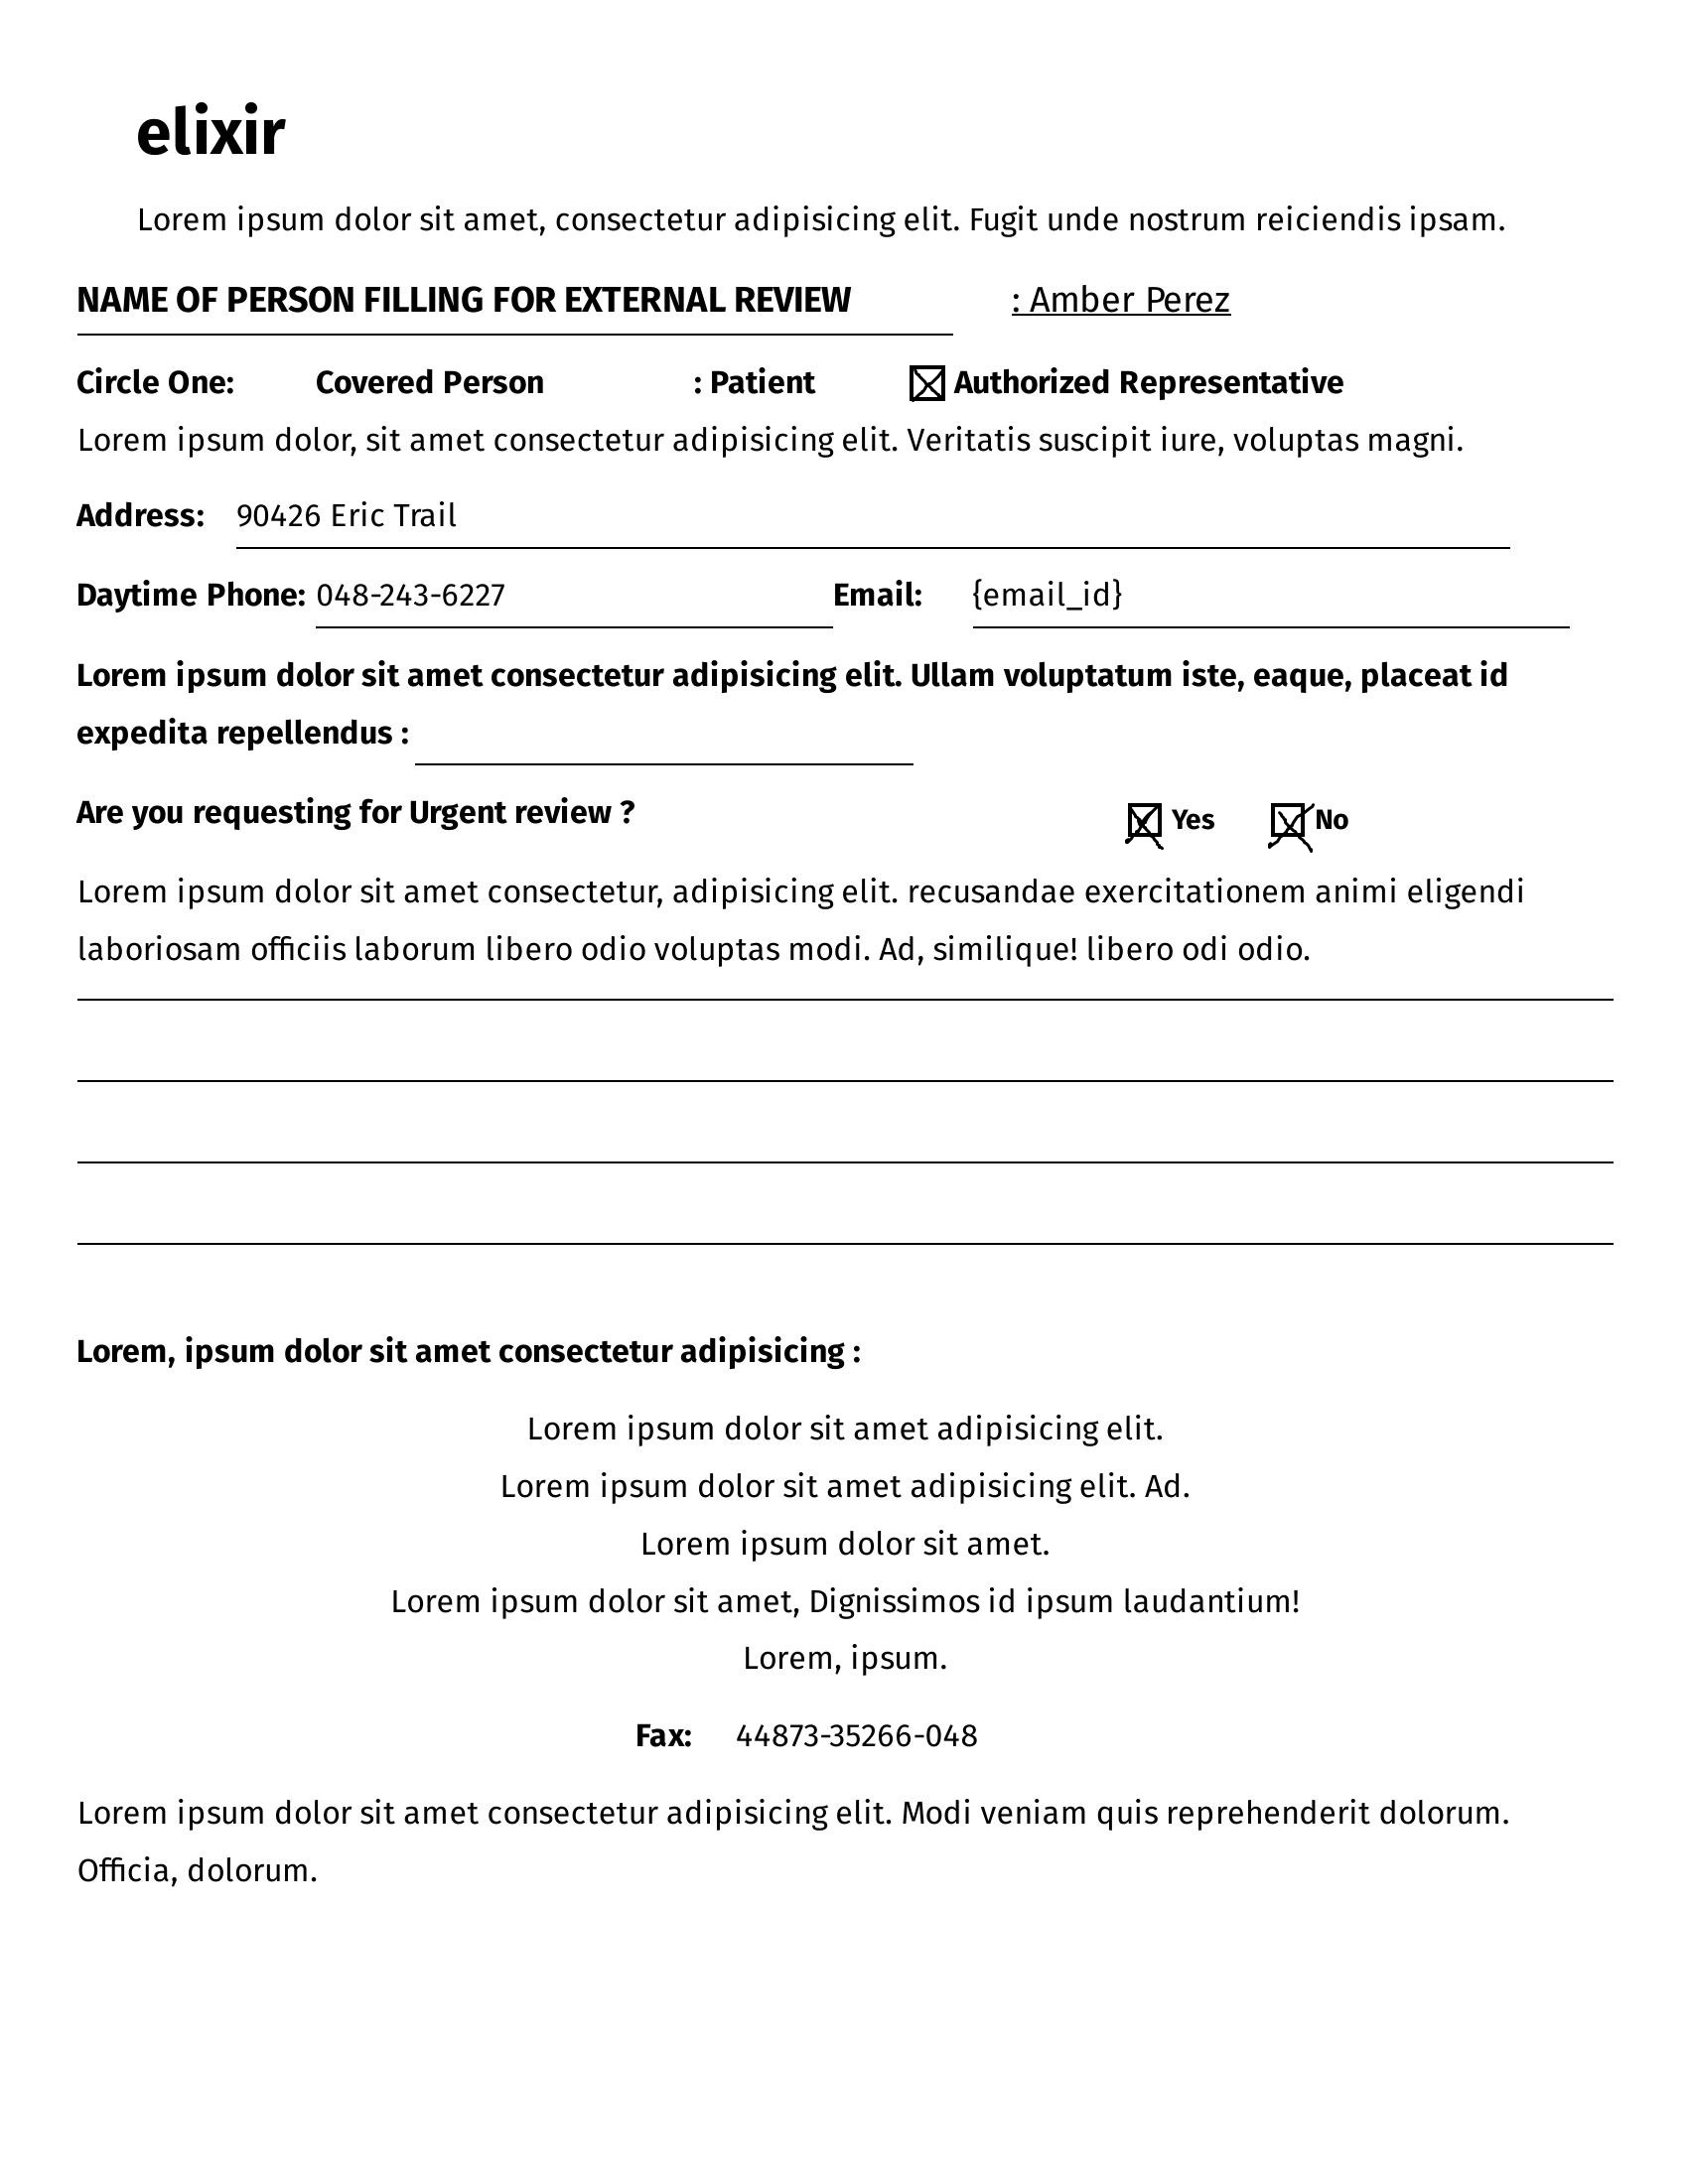 elixir
Lorem ipsum dolor sit amet, consectetur adipisicing elit. Fugit unde nostrum reiciendis ipsam.
NAME OF PERSON FILLING FOR EXTERNAL REVIEW : Amber Perez
Circle One: Covered Person : Patient ☒ Authorized Representative
Lorem ipsum dolor, sit amet consectetur adipisicing elit. Veritatis suscipit iure, voluptas magni.
Address: 90426 Eric Trail
Daytime Phone: 048-243-6227 Email: {email_id}
Lorem ipsum dolor sit amet consectetur adipisicing elit. Ullam voluptatum iste, eaque, placeat id
expedita repellendus :
Are you requesting for Urgent review ? ☒ Yes ☒ No
Lorem ipsum dolor sit amet consectetur, adipisicing elit. recusandae exercitationem animi eligendi
laboriosam officiis laborum libero odio voluptas modi. Ad, similique! libero odi odio.
Lorem, ipsum dolor sit amet consectetur adipisicing :
Lorem ipsum dolor sit amet adipisicing elit.
Lorem ipsum dolor sit amet adipisicing elit. Ad.
Lorem ipsum dolor sit amet.
Lorem ipsum dolor sit amet, Dignissimos id ipsum laudantium!
Lorem, ipsum.
Fax: 44873-35266-048
Lorem ipsum dolor sit amet consectetur adipisicing elit. Modi veniam quis reprehenderit dolorum.
Officia, dolorum.